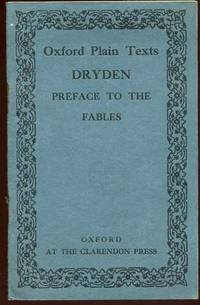 Oxford Plain Texts
DRYDEN
PREFACE TO THE
FABLES
OXFORD
AT THE CLARENDON PRESS